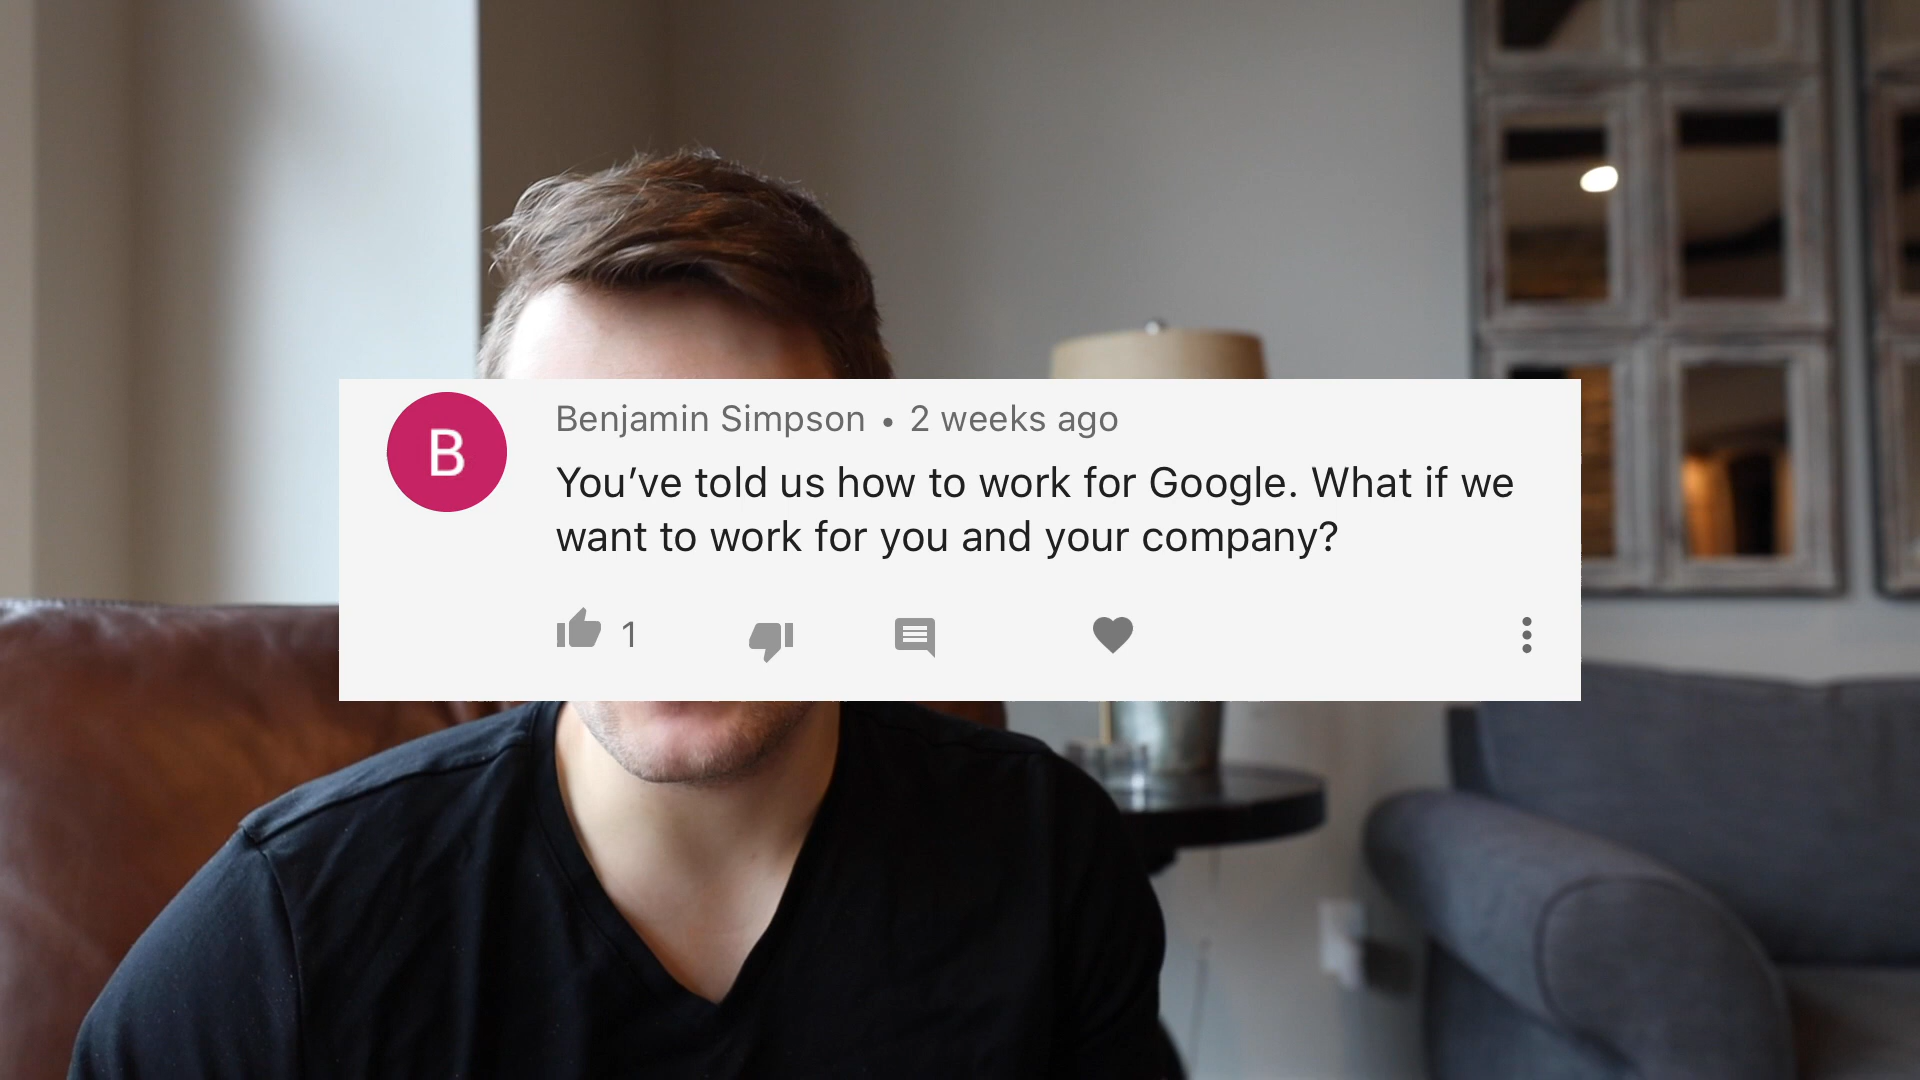 B
Benjamin Simpson • 2 weeks ago
You've told us how to work for Google. What if we
want to work for you and your company?
1